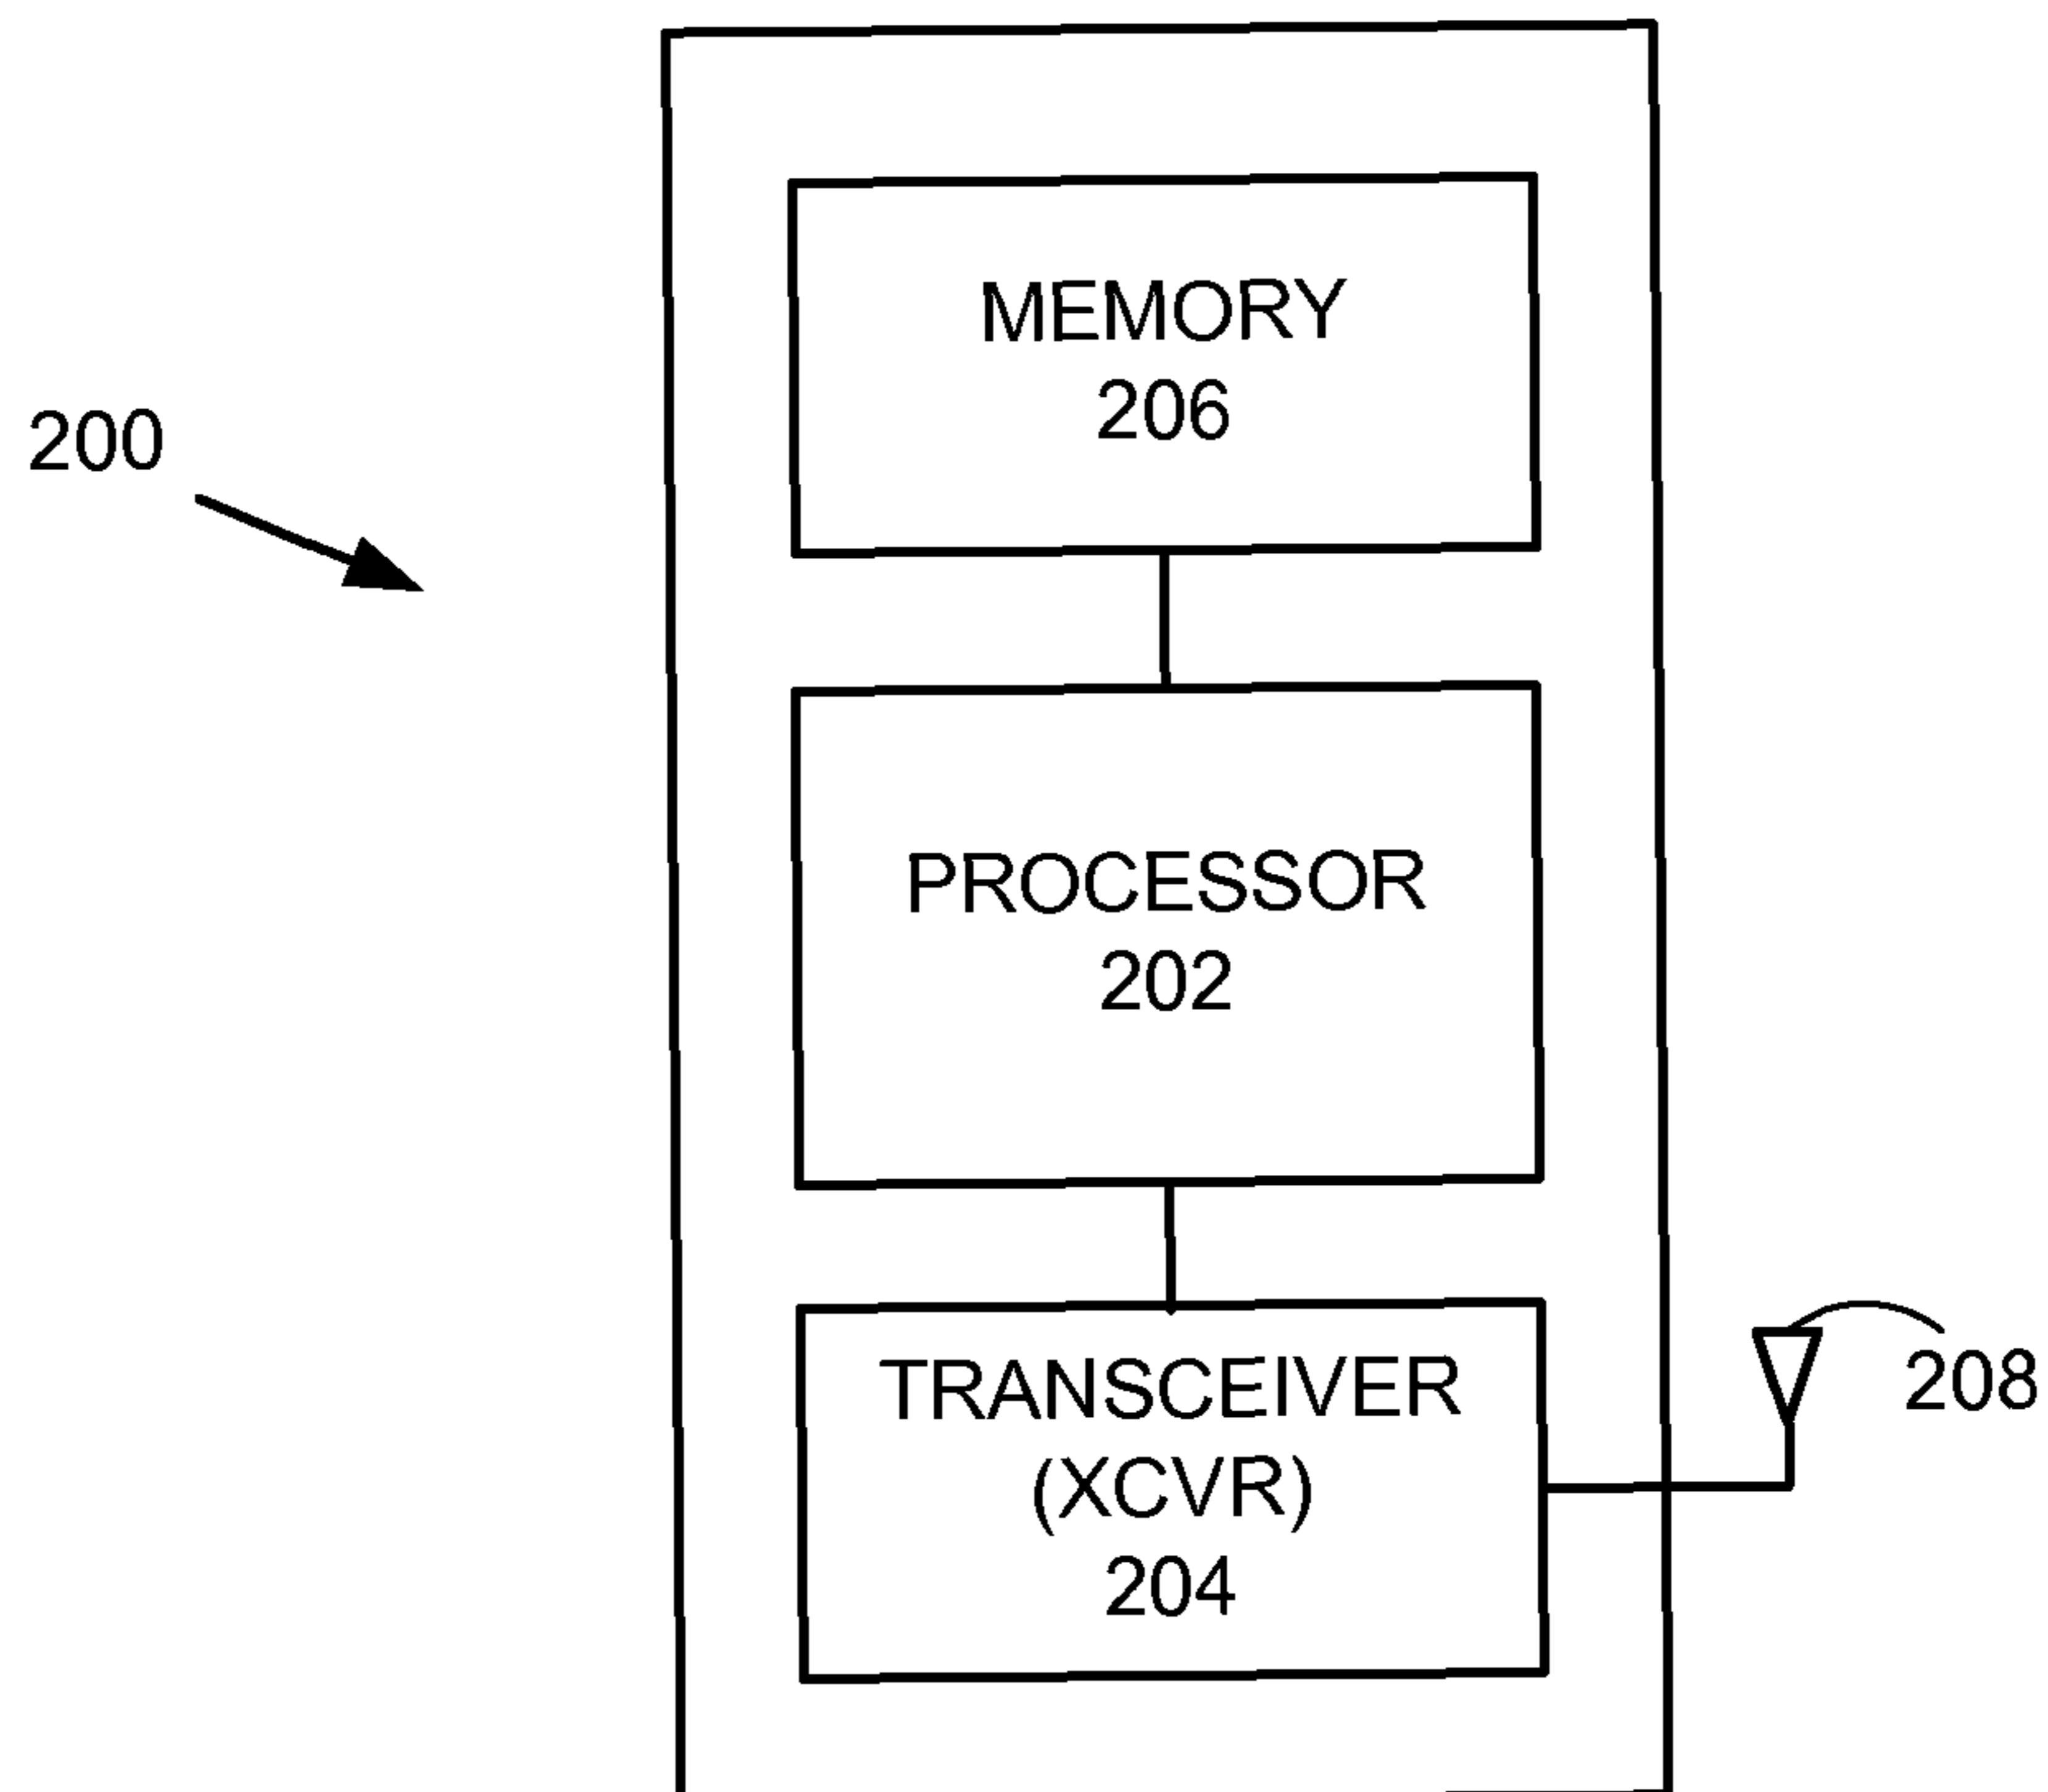 MEMORY
206
200
PROCESSOR
202
TRANSCEIVER
(XCVR)
204
208